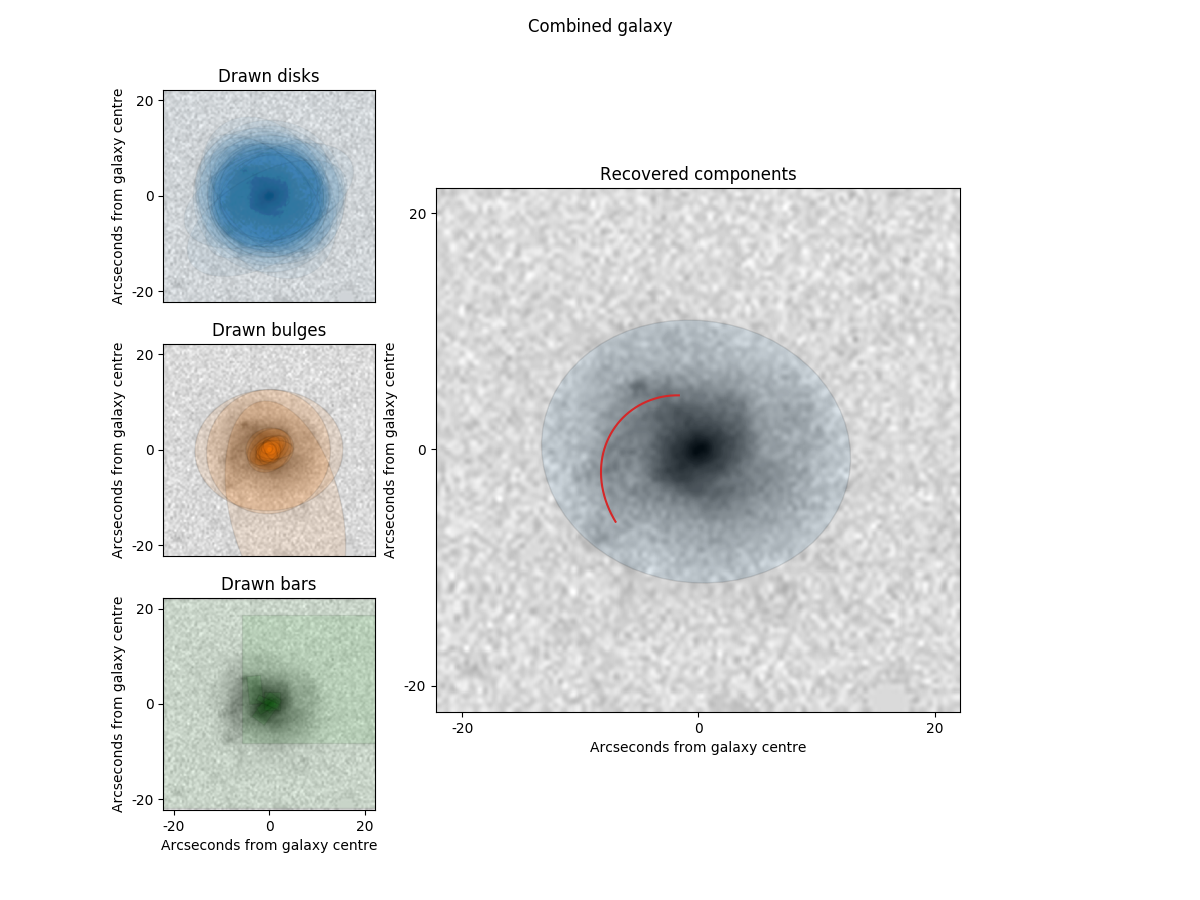 Combined galaxy
Drawn disks
Arcseconds from galaxy centre
20
0
-20
Drawn bulges
Arcseconds from galaxy centre
20
0
-20
Drawn bars
Arcseconds from galaxy centre
20
0
-20
-20 0 20
Arcseconds from galaxy centre
Recovered components
Arcseconds from galaxy centre
20
0
-20
-20 0 20
Arcseconds from galaxy centre